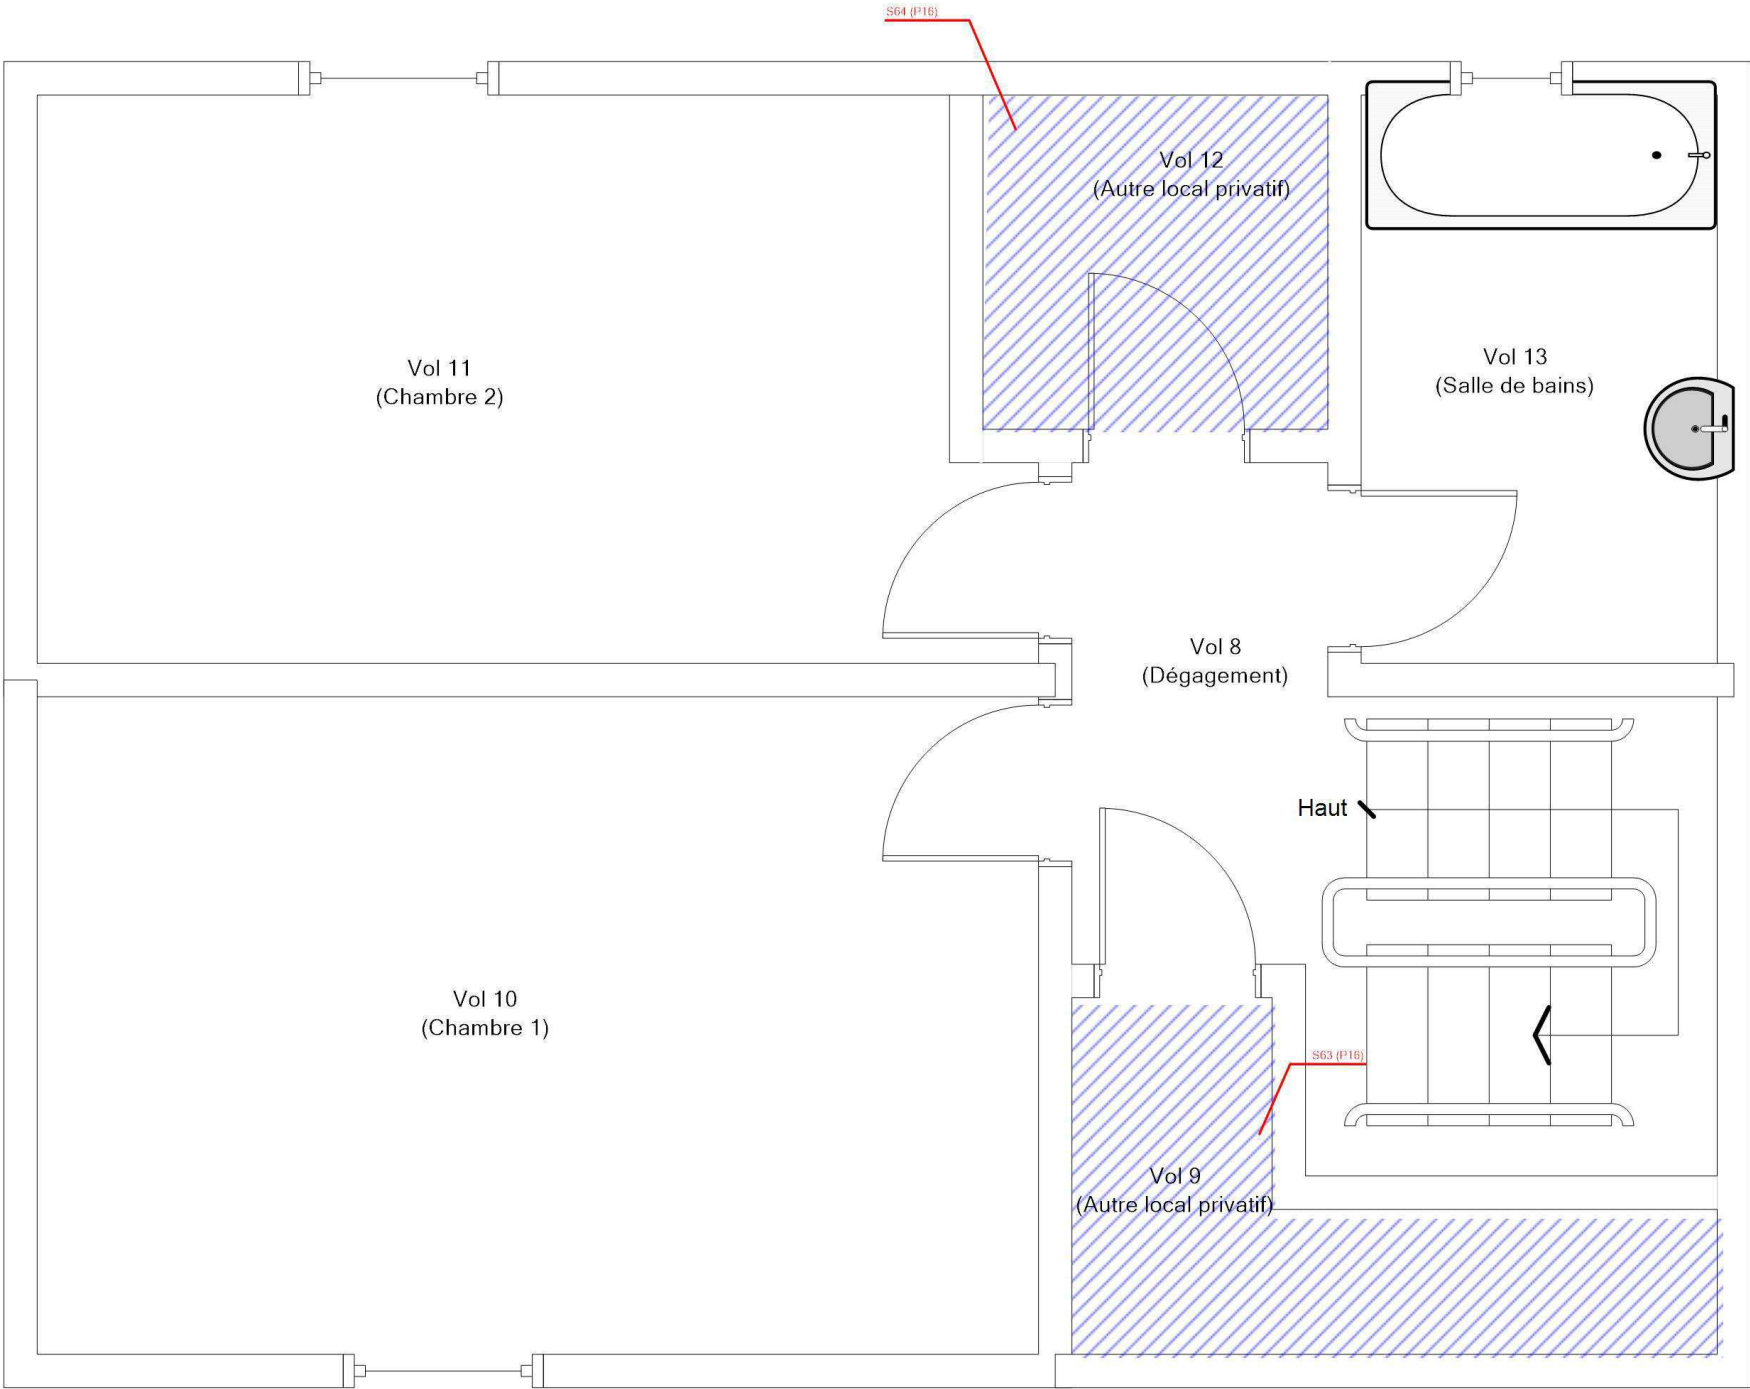 S64 (P16)
Vol 12
(Autre local privatif)
Vol 11
(Chambre 2)
Vol 13
(Salle de bains)
Vol 8
(Dégagement)
Haut
Vol 10
(Chambre 1)
S63 (P16)
Vol 9
(Autre local privatif)